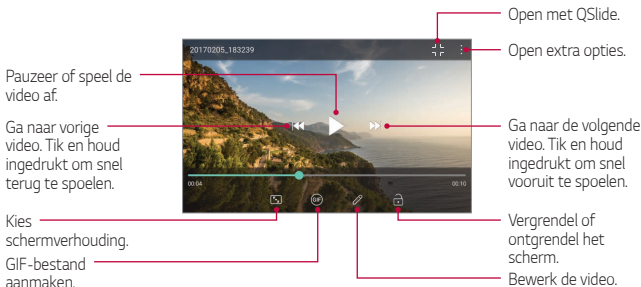 Open met QSlide.
20170205_183239
Open extra opties.
Pauzeer of speel de
video af.
Ga naar vorige
video. Tik en houd
ingedrukt om snel
terug te spoelen.
Ga naar de volgende
video. Tik en houd
ingedrukt om snel
vooruit te spoelen.
00:04
00:10
GIF
Kies
schermverhouding.
Vergrendel of
ontgrendel het
scherm.
GIF-bestand
aanmaken.
Bewerk de video.